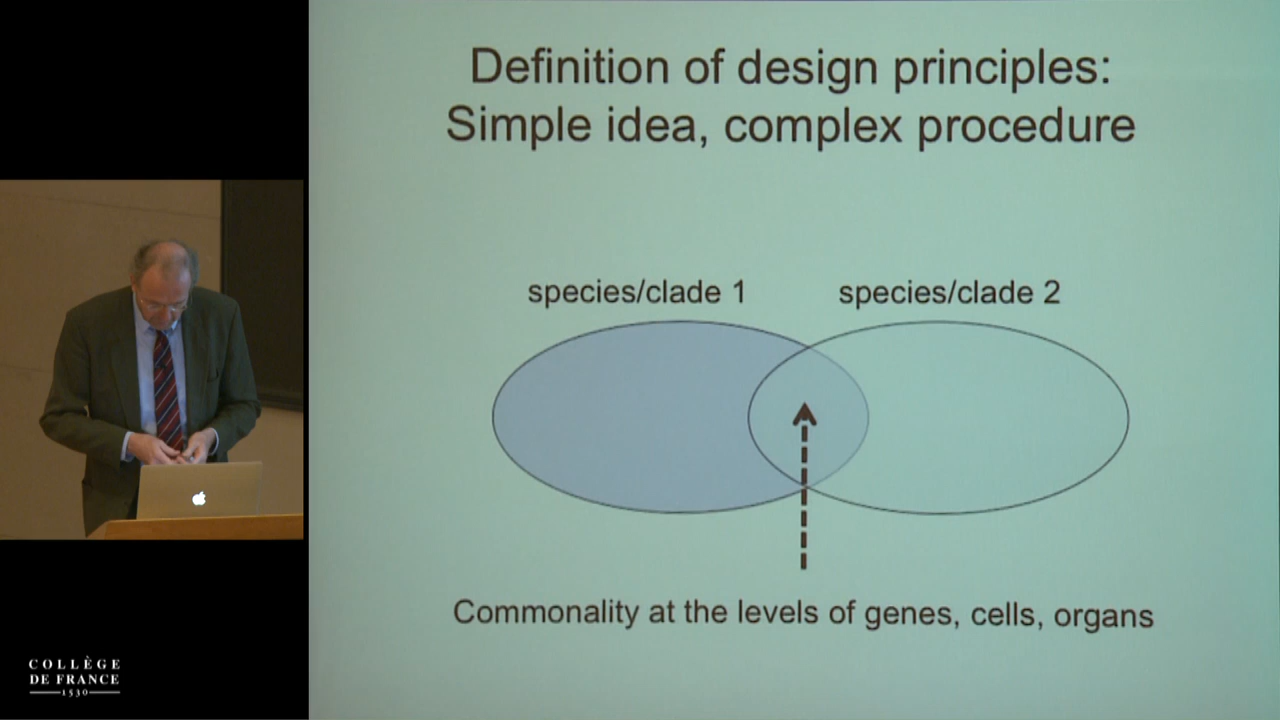 Definition of design principles:
Simple idea, complex procedure
species/clade 1
species/clade 2
Commonality at the levels of genes, cells, organs
COLLÈGE
DE FRANCE
1530